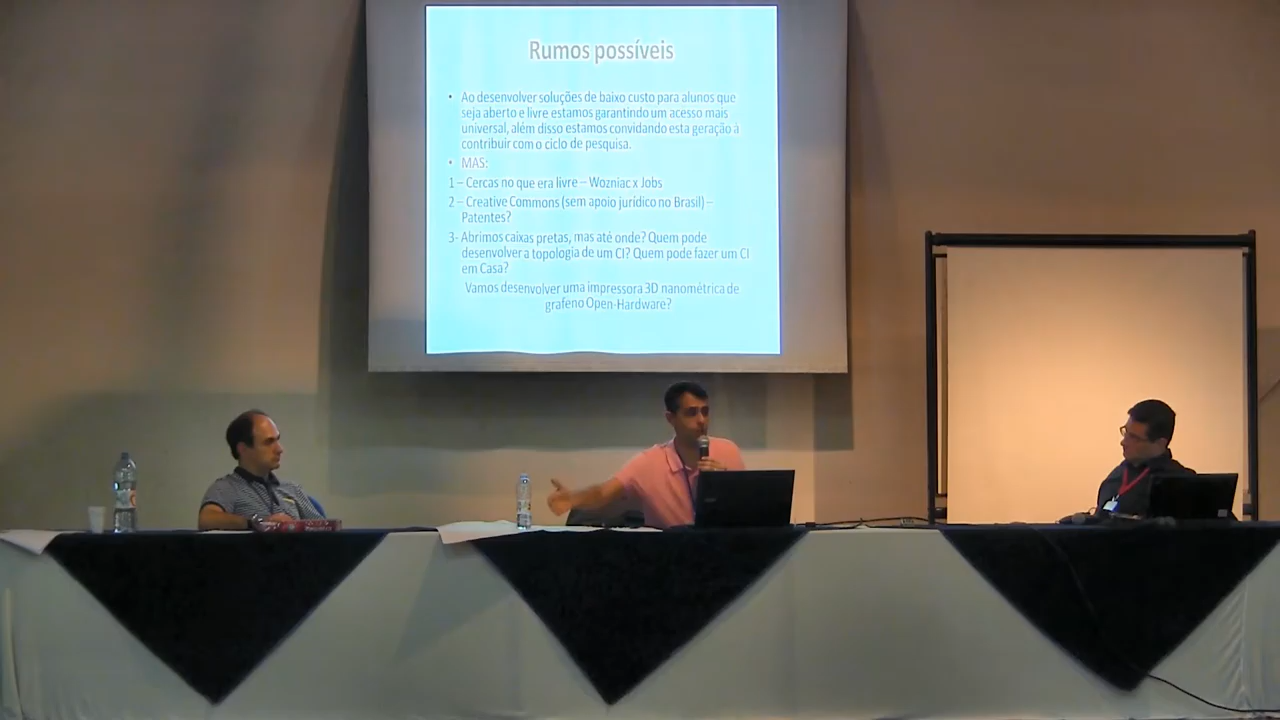 Rumos possíveis
• Ao desenvolver soluções de baixo custo para alunos que
seja aberto e livre estamos garantindo um acesso mais
universal, além disso estamos convidando esta geração à
contribuir com o ciclo de pesquisa.
• MAS:
1 – Cercas no que era livre – Wozniac x Jobs
2 – Creative Commons (sem apoio jurídico no Brasil) –
Patentes?
3- Abrimos caixas pretas, mas até onde? Quem pode
desenvolver a topologia de um CI? Quem pode fazer um CI
em Casa?
Vamos desenvolver uma impressora 3D nanométrica de
grafeno Open-Hardware?